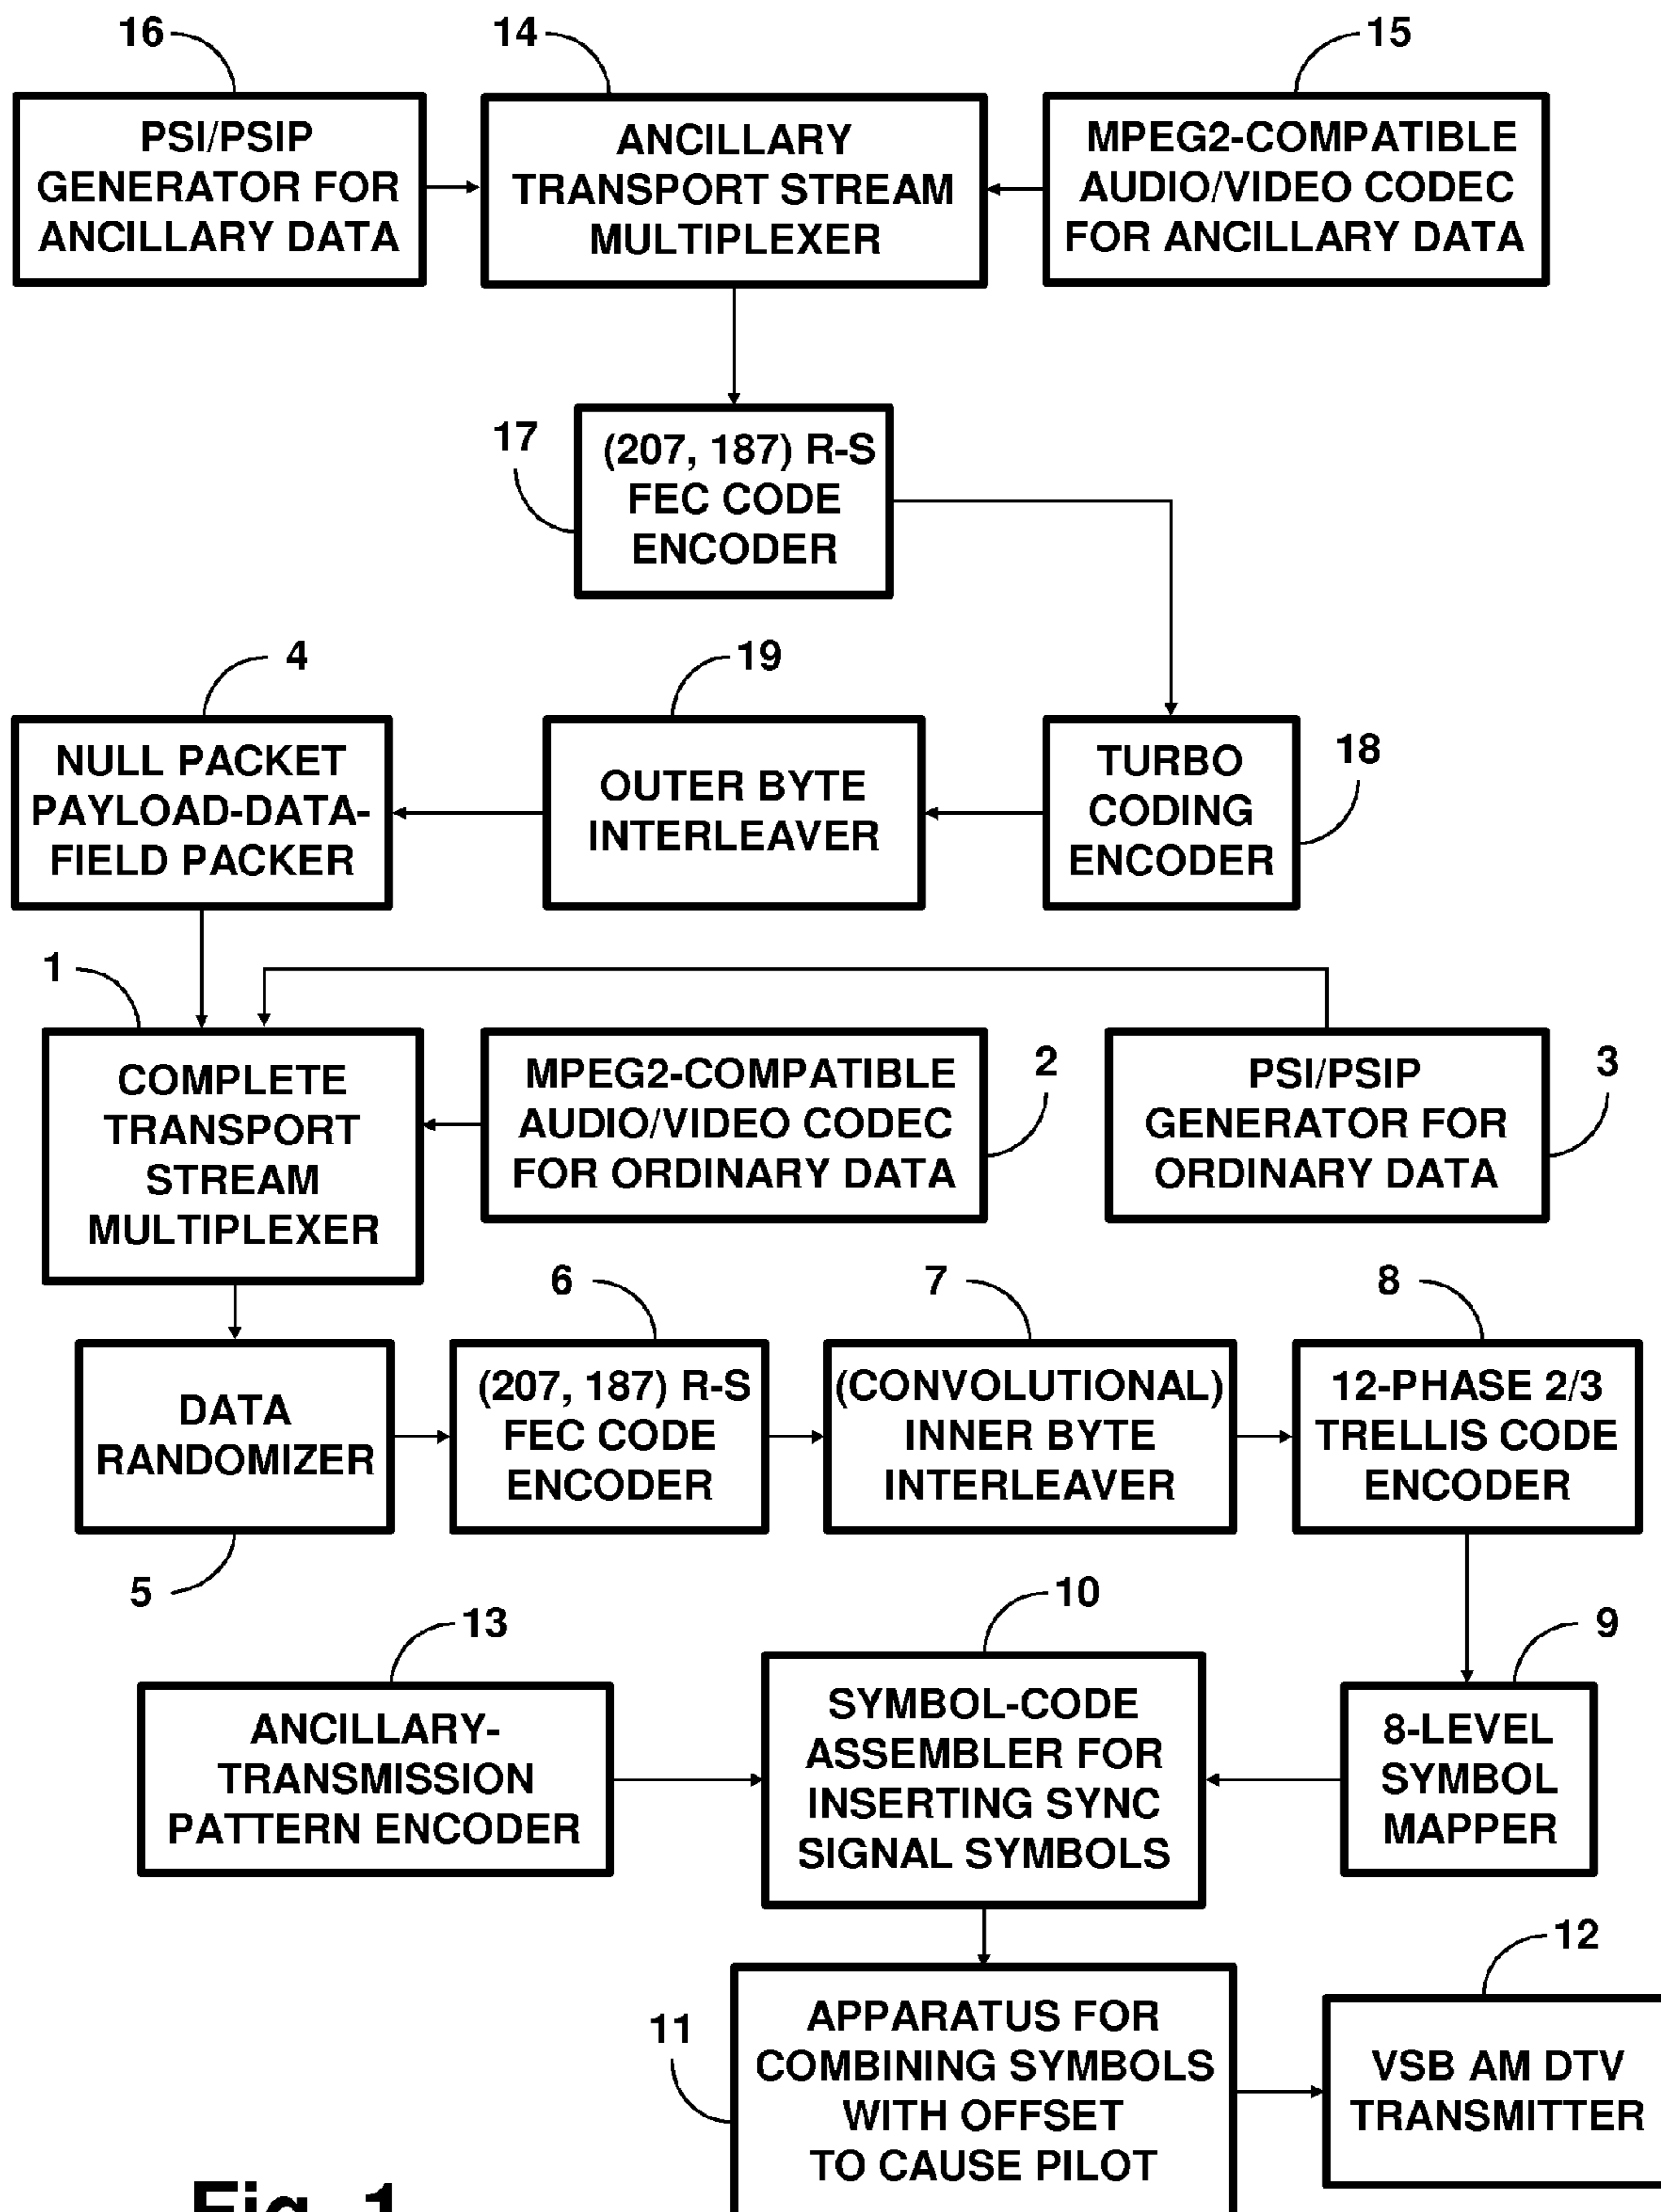 16
14
15
PSI/PSIP
GENERATOR FOR
ANCILLARY DATA
ANCILLARY
TRANSPORT STREAM
MULTIPLEXER
MPEG2-COMPATIBLE
AUDIO/VIDEO CODEC
FOR ANCILLARY DATA
17
(207, 187) R-S
FEC CODE
ENCODER
4
19
18
NULL PACKET
PAYLOAD-DATA-
FIELD PACKER
OUTER BYTE
INTERLEAVER
TURBO
CODING
ENCODER
1
2
3
COMPLETE
TRANSPORT
STREAM
MULTIPLEXER
MPEG2-COMPATIBLE
AUDIO/VIDEO CODEC
FOR ORDINARY DATA
PSI/PSIP
GENERATOR FOR
ORDINARY DATA
6
7
8
DATA
RANDOMIZER
(207, 187) R-S
FEC CODE
ENCODER
(CONVOLUTIONAL)
INNER BYTE
INTERLEAVER
12-PHASE 2/3
TRELLIS CODE
ENCODER
5
13
10
9
ANCILLARY-
TRANSMISSION
PATTERN ENCODER
SYMBOL-CODE
ASSEMBLER FOR
INSERTING SYNC
SIGNAL SYMBOLS
8-LEVEL
SYMBOL
MAPPER
11
12
APPARATUS FOR
COMBINING SYMBOLS
WITH OFFSET
TO CAUSE PILOT
VSB AM DTV
TRANSMITTER
Fig. 1